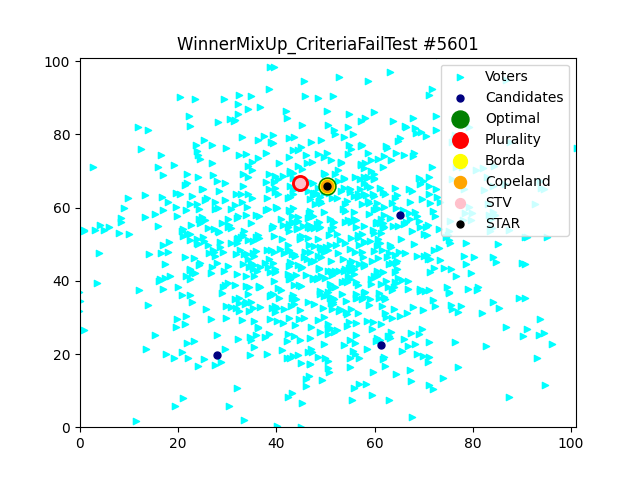 WinnerMixUp_CriteriaFailTest #5601
100
80
60
40
20
0
0
20
40
60
80
100
Voters
Candidates
Optimal
Plurality
Borda
Copeland
STV
STAR